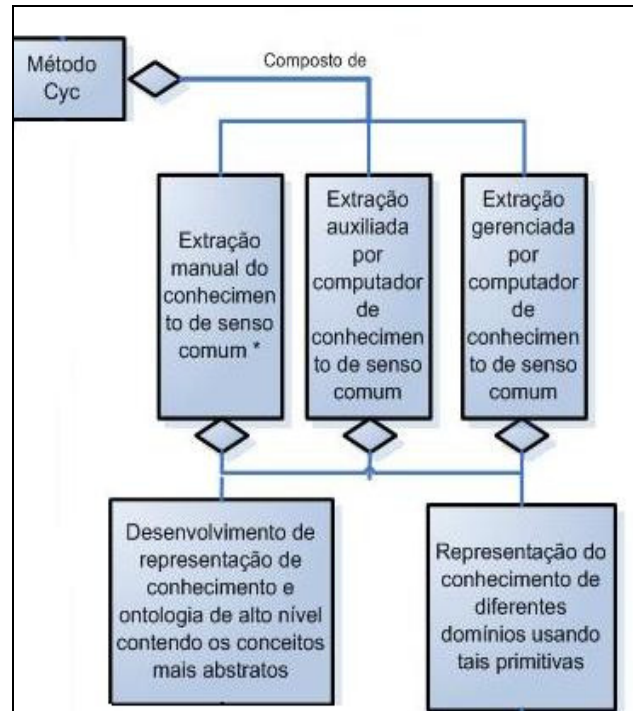 Método
Cyc
Composto de
Extração
manual do
conhecimen
to de senso
comum *
Extração
auxiliada
por
computador
de
conhecimen
to de senso
comum
Extração
gerenciada
por
computador
de
conhecimen
to de senso
comum
Desenvolvimento de
representação de
conhecimento e
ontologia de alto nível
contendo os conceitos
mais abstratos
Representação do
conhecimento de
diferentes
domínios usando
tais primitivas